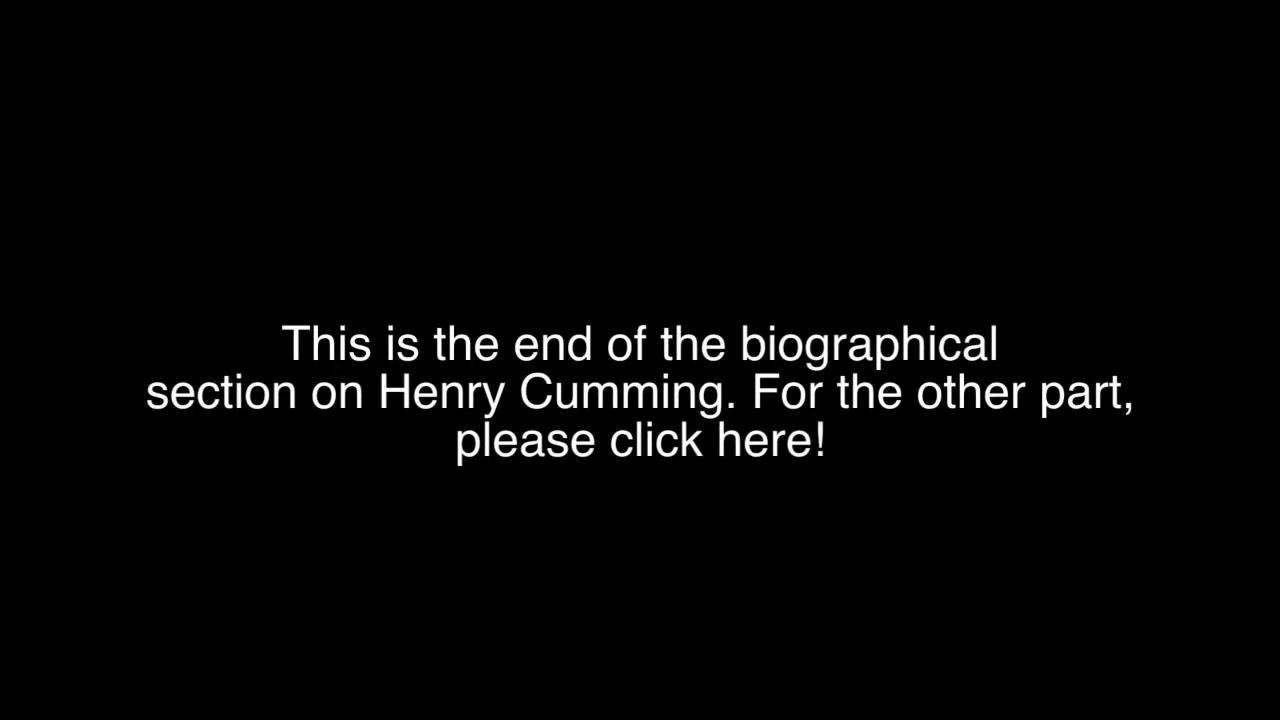 This is the end of the biographical
section on Henry Cumming. For the other part,
please click here!